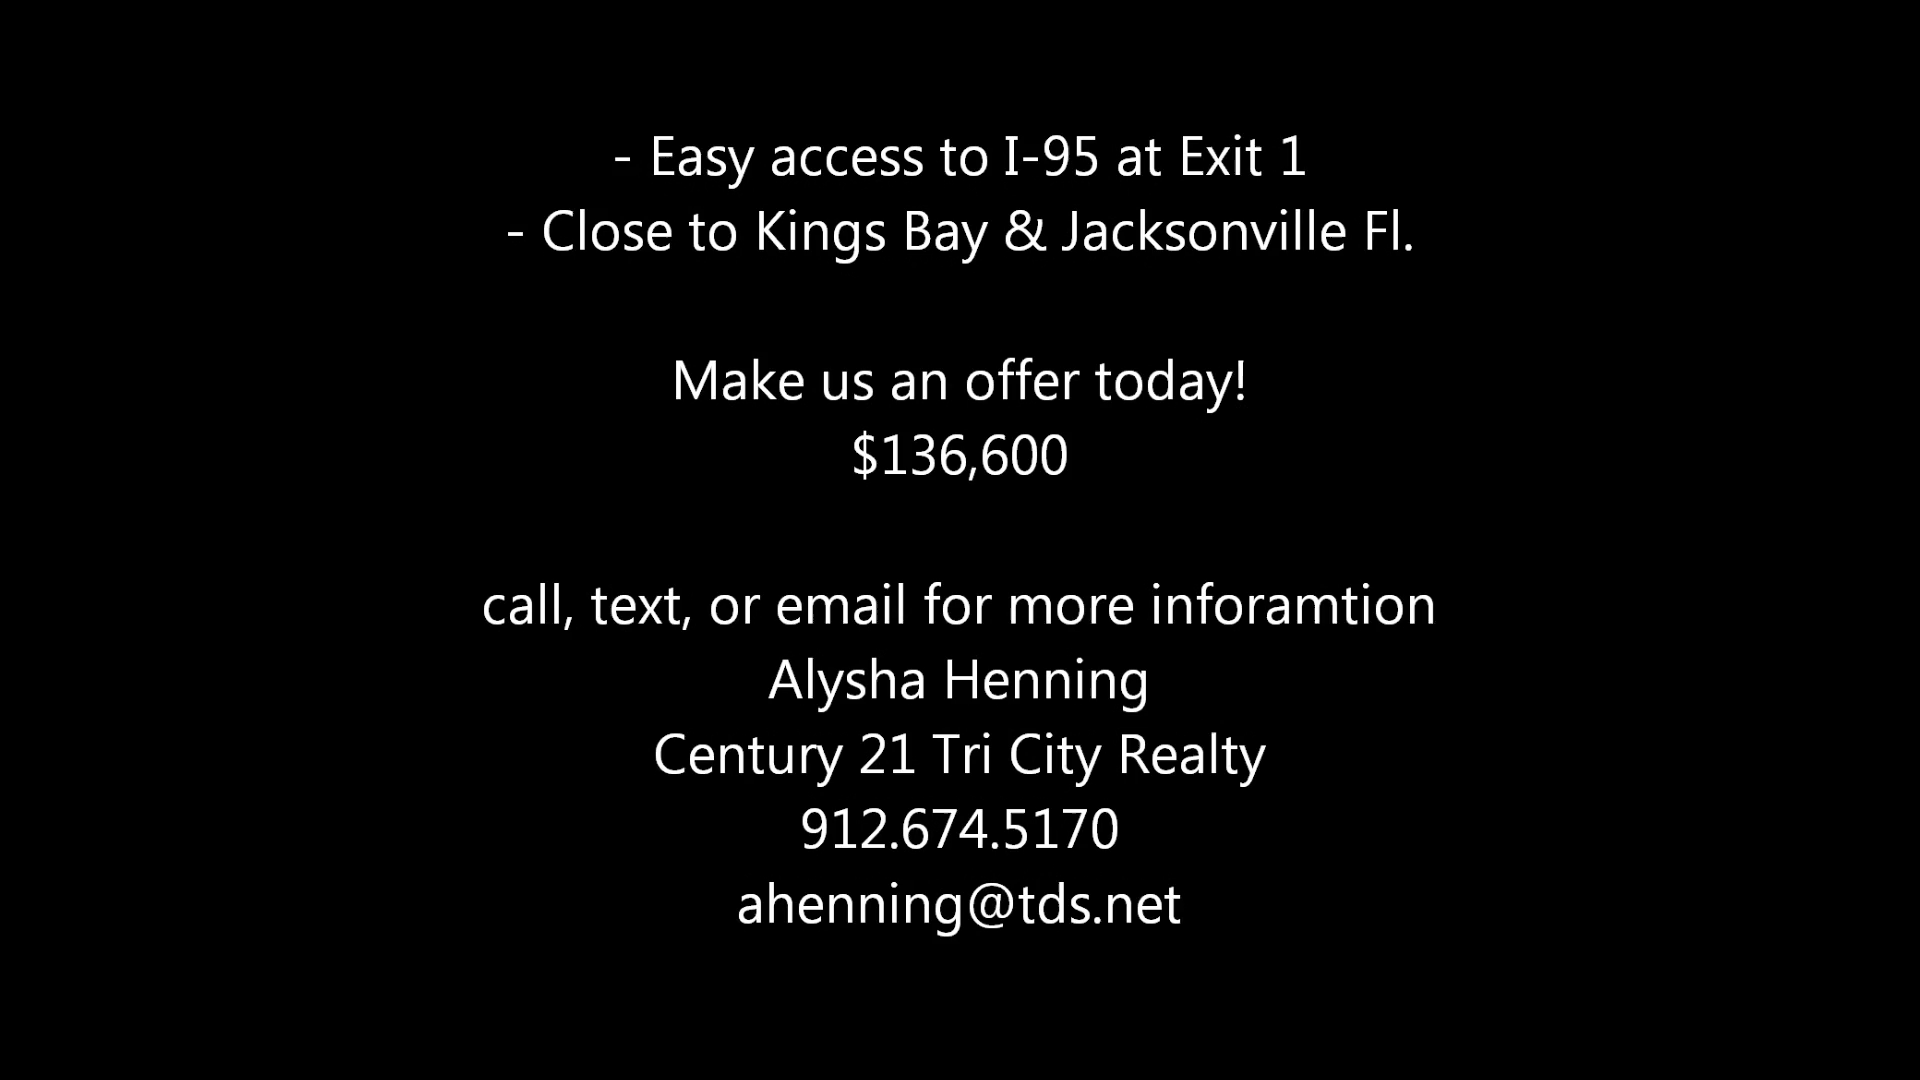 - Easy access to I-95 at Exit 1
- Close to Kings Bay & Jacksonville Fl.
Make us an offer today!
$136,600
call, text, or email for more inforamtion
Alysha Henning
Century 21 Tri City Realty
912.674.5170
ahenning@tds.net